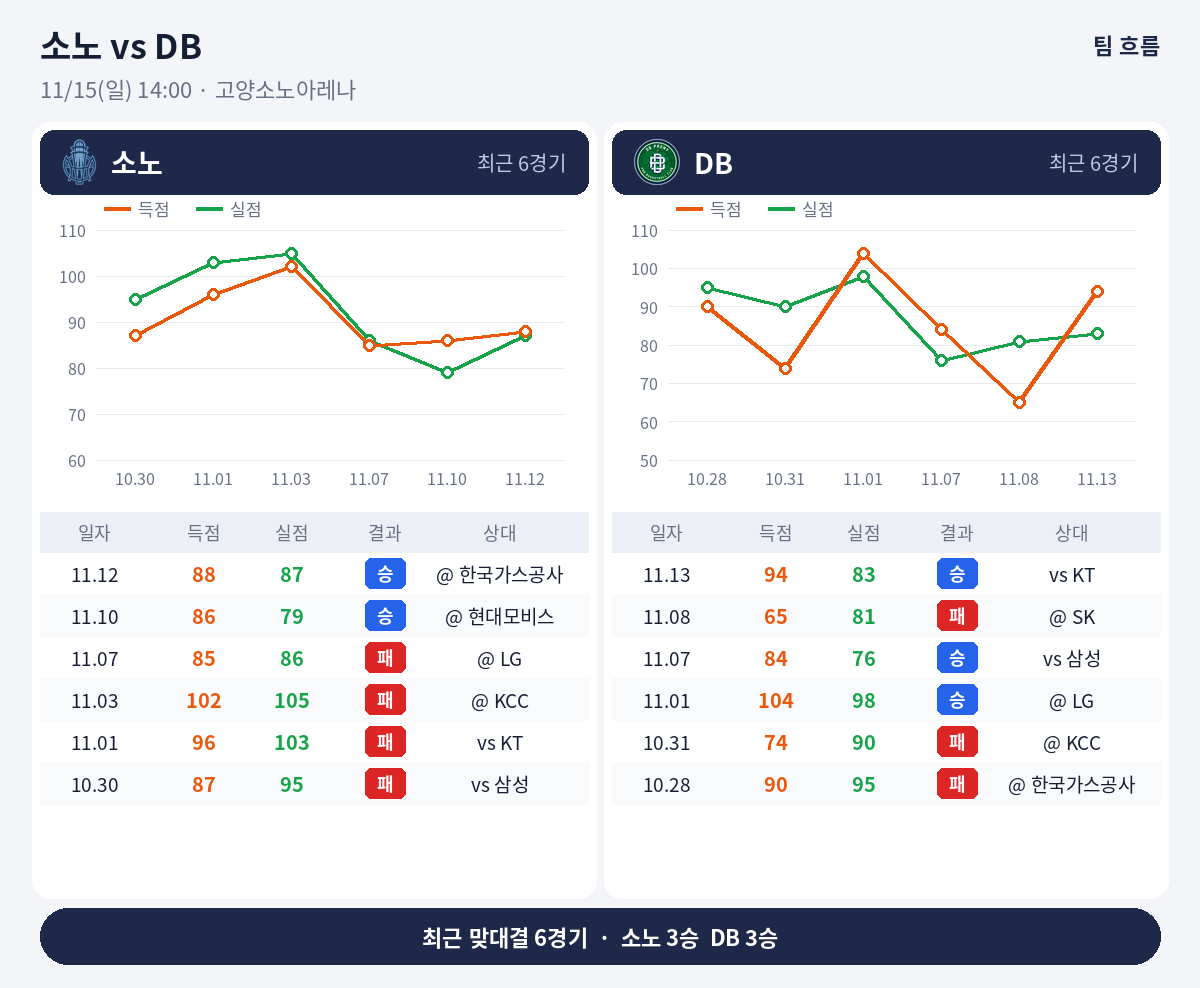 소노 vs DB
팀 흐름
11/15(일) 14:00 · 고양소노아레나
소노
최근 6경기
득점 실점
110
100
90
80
70
60
10.30 11.01 11.03 11.07 11.10 11.12
일자 득점 실점 결과 상대
11.12 88 87 승 @ 한국가스공사
11.10 86 79 승 @ 현대모비스
11.07 85 86 패 @ LG
11.03 102 105 패 @ KCC
11.01 96 103 패 vs KT
10.30 87 95 패 vs 삼성
DB
최근 6경기
득점 실점
110
100
90
80
70
60
50
10.28 10.31 11.01 11.07 11.08 11.13
일자 득점 실점 결과 상대
11.13 94 83 승 vs KT
11.08 65 81 패 @ SK
11.07 84 76 승 vs 삼성
11.01 104 98 승 @ LG
10.31 74 90 패 @ KCC
10.28 90 95 패 @ 한국가스공사
최근 맞대결 6경기 · 소노 3승 DB 3승